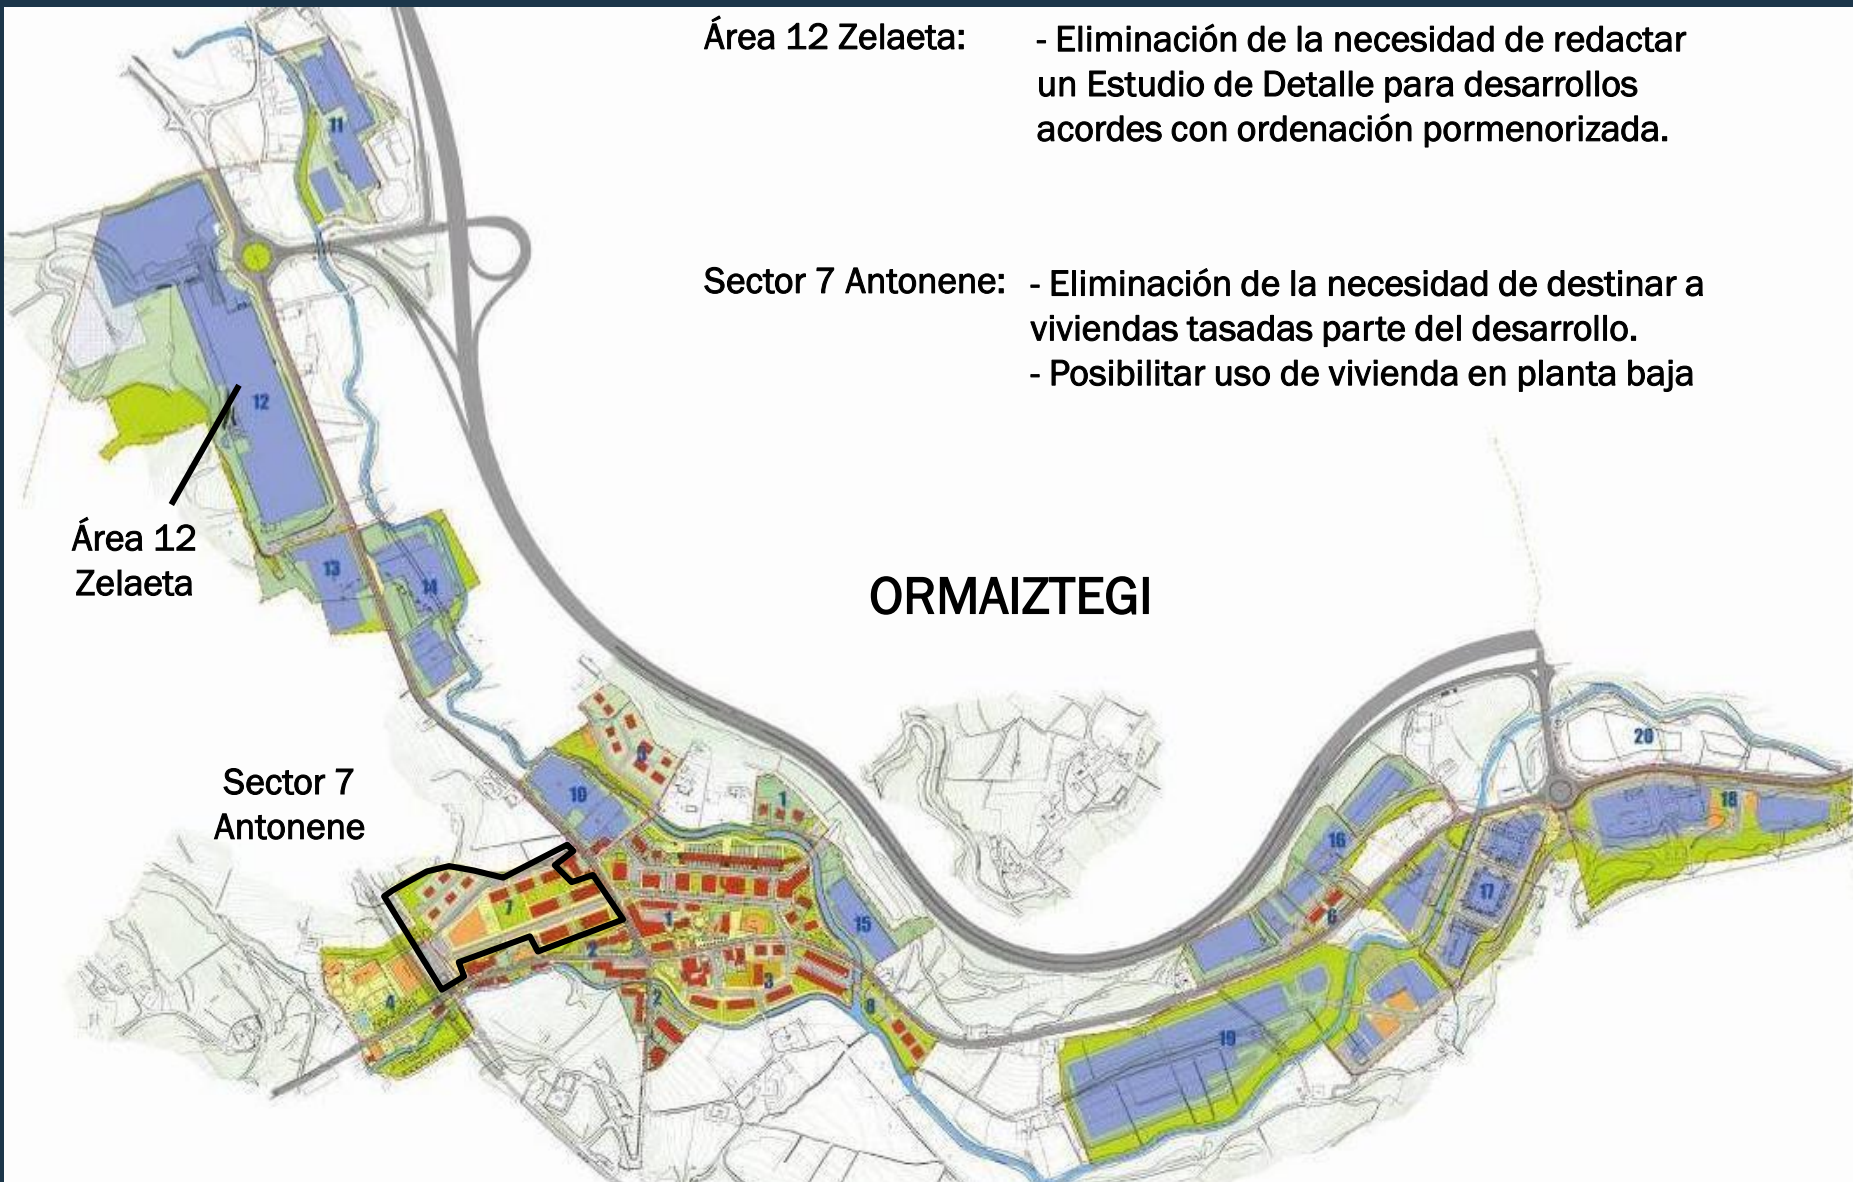 Área 12 Zelaeta:
- Eliminación de la necesidad de redactar
un Estudio de Detalle para desarrollos
acordes con ordenación pormenorizada.
Sector 7 Antonene:
- Eliminación de la necesidad de destinar a
viviendas tasadas parte del desarrollo.
- Posibilitar uso de vivienda en planta baja
11
12
Área 12
Zelaeta
13
14
ORMAIZTEGI
Sector 7
Antonene
10
1
20
18
16
17
7
1
15
6
2
3
4
2
8
19